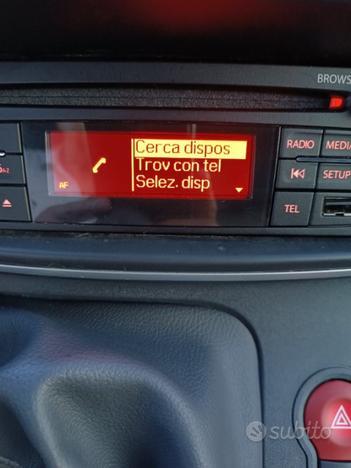 BROWS
Cerca dispos
Trov con tel
Selez. disp
AF
RADIO
MEDIA
SETUP
TEL
subito